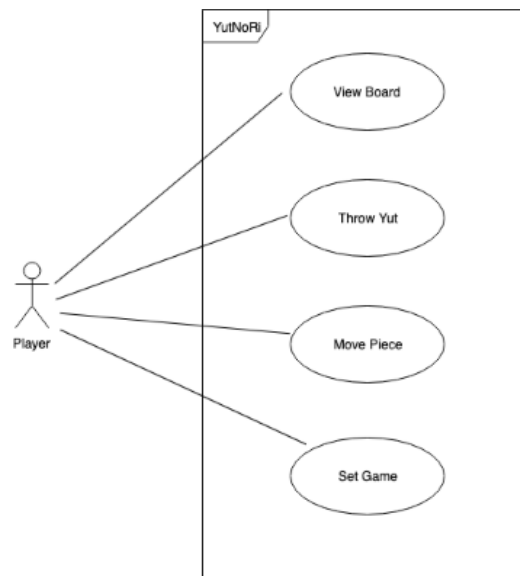 YutNoRi
View Board
Throw Yut
Move Piece
Player
Set Game